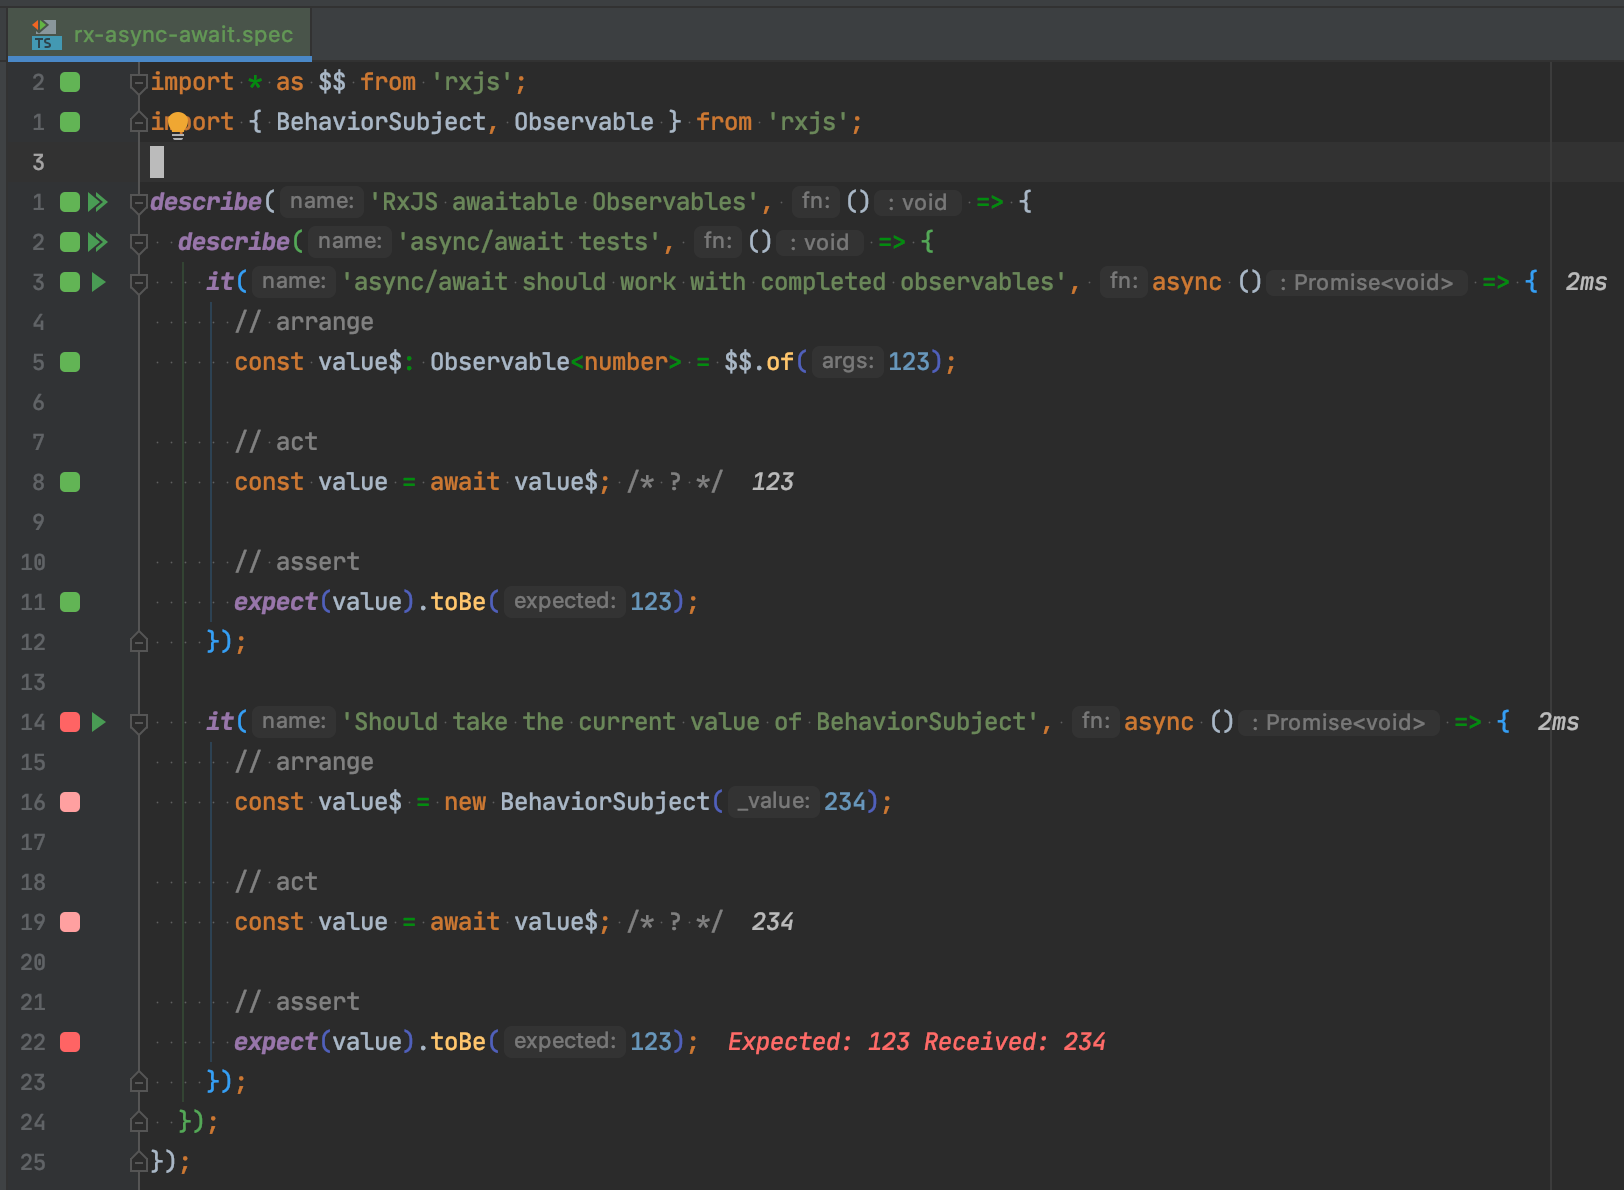 TS rx-async-await.spec
2 import * as $$ from 'rxjs';
1 import { BehaviorSubject, Observable } from 'rxjs';
3
1 describe( name: 'RxJS awaitable Observables', fn: () : void => {
2 describe( name: 'async/await tests', fn: () : void => {
3 it( name: 'async/await should work with completed observables', fn: async () : Promise<void> => { 2ms
4 // arrange
5 const value$: Observable<number> = $$.of( args: 123);
6
7 // act
8 const value = await value$; /* ? */ 123
9
10 // assert
11 expect(value).toBe( expected: 123);
12 });
13
14 it( name: 'Should take the current value of BehaviorSubject', fn: async () : Promise<void> => { 2ms
15 // arrange
16 const value$ = new BehaviorSubject( _value: 234);
17
18 // act
19 const value = await value$; /* ? */ 234
20
21 // assert
22 expect(value).toBe( expected: 123); Expected: 123 Received: 234
23 });
24 });
25 });